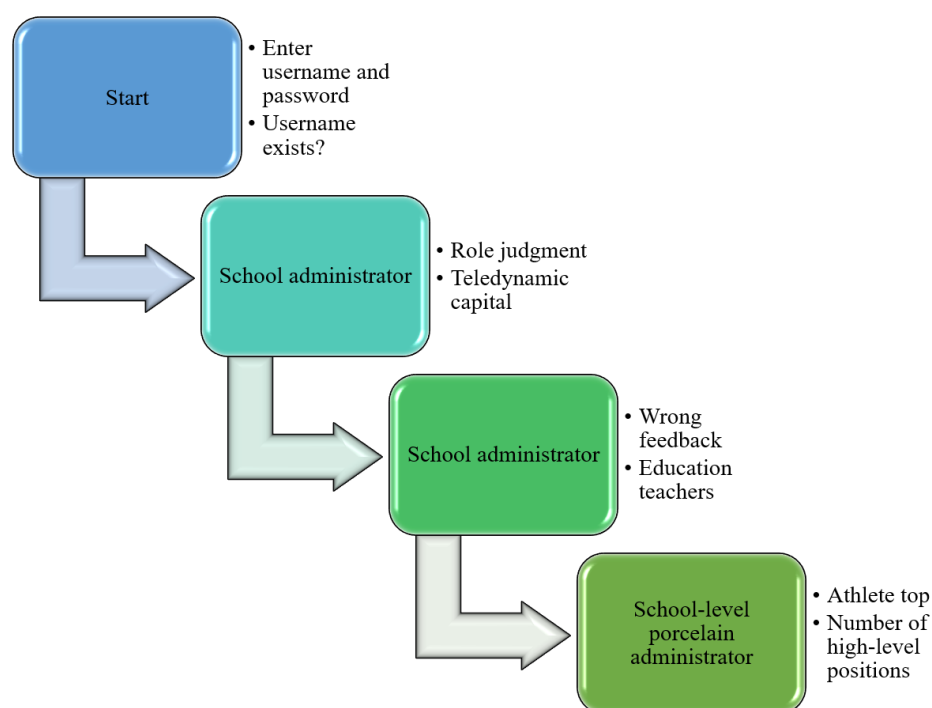 Start
• Enter
username and
password
• Username
exists?
School administrator
• Role judgment
• Teledynamic
capital
School administrator
• Wrong
feedback
• Education
teachers
School-level
porcelain
administrator
• Athlete top
• Number of
high-level
positions